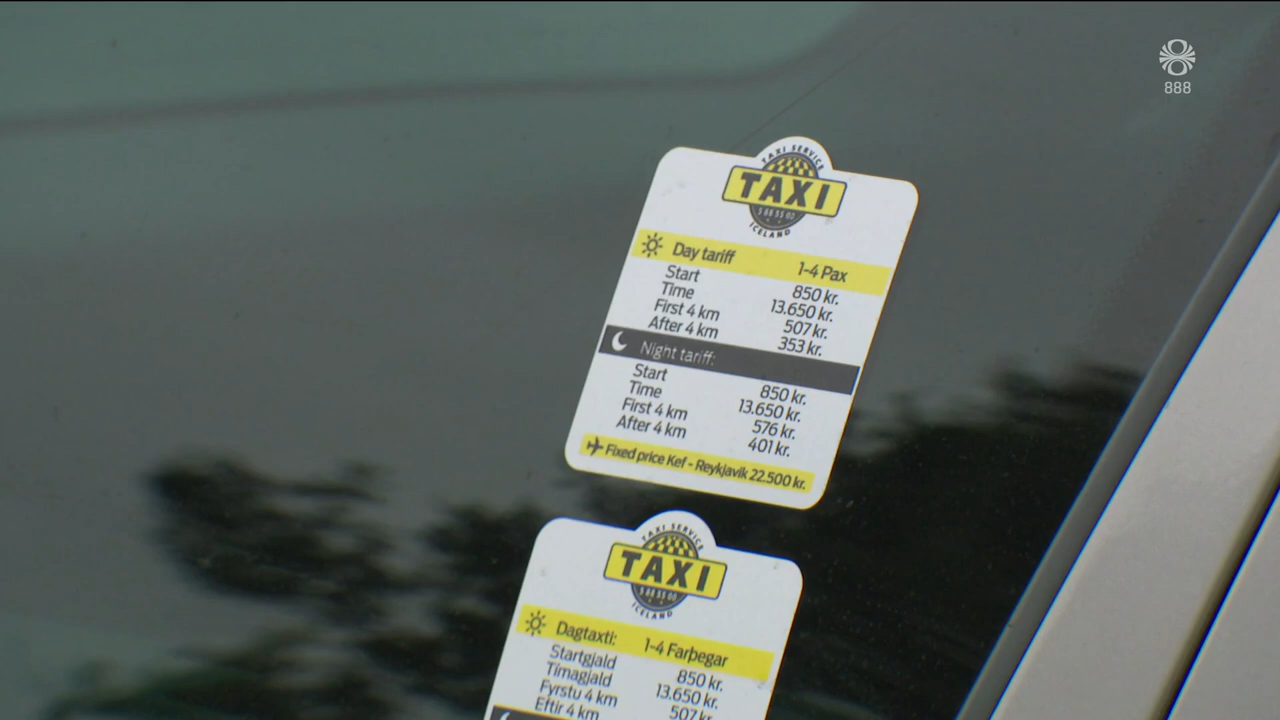 888
TAXI SERVICE
TAXI
5 88 55 00
ICELAND
Day tariff 1-4 Pax
Start 850 kr.
Time 13.650 kr.
First 4 km 507 kr.
After 4 km 353 kr.
Night tariff:
Start 850 kr.
Time 13.650 kr.
First 4 km 576 kr.
After 4 km 401 kr.
Fixed price Kef - Reykjavik 22.500 kr.
TAXI SERVICE
TAXI
5 88 55 00
ICELAND
Dagtaxti: 1-4 Farþegar
Startgjald 850 kr.
Tímagjald 13.650 kr.
Fyrstu 4 km 507 kr.
Eftir 4 km